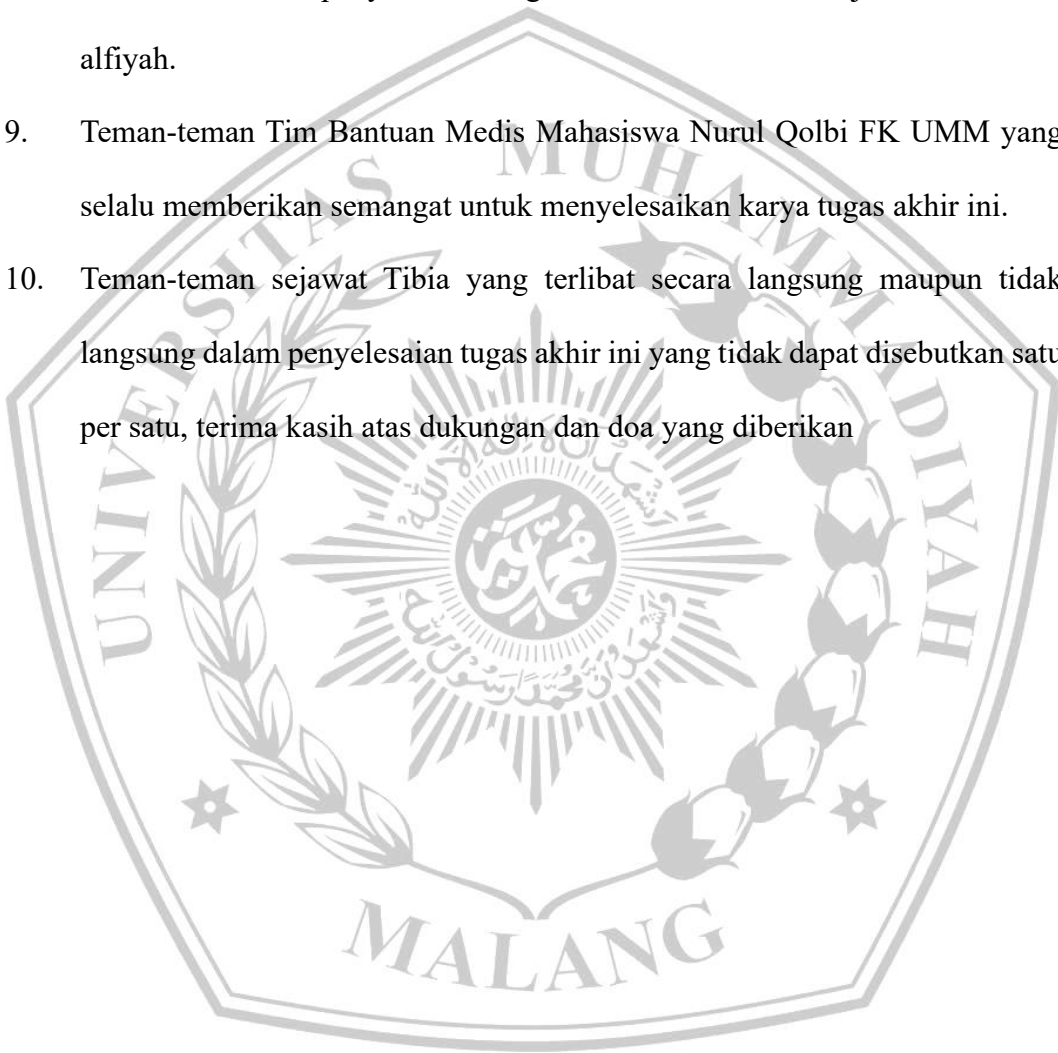 alfiyah.
9. Teman-teman Tim Bantuan Medis Mahasiswa Nurul Qolbi FK UMM yang
selalu memberikan semangat untuk menyelesaikan karya tugas akhir ini.
10. Teman-teman sejawat Tibia yang terlibat secara langsung maupun tidak
langsung dalam penyelesaian tugas akhir ini yang tidak dapat disebutkan satu
per satu, terima kasih atas dukungan dan doa yang diberikan
UNIVERSITAS MUHAMMADIYAH
MALANG